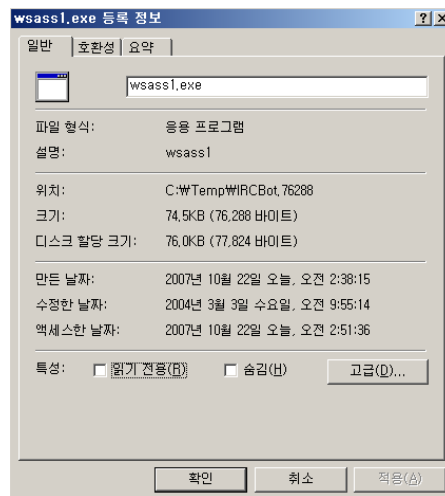 wsass1.exe 등록 정보
일반 호환성 요약
wsass1.exe
파일 형식: 응용 프로그램
설명: wsass1
위치: C:₩Temp₩IRCBot.76288
크기: 74.5KB (76,288 바이트)
디스크 할당 크기: 76.0KB (77,824 바이트)
만든 날짜: 2007년 10월 22일 오늘, 오전 2:38:15
수정한 날짜: 2004년 3월 3일 수요일, 오전 9:55:14
액세스한 날짜: 2007년 10월 22일 오늘, 오전 2:51:36
특성: 읽기 전용(R) 숨김(H) 고급(D)...
확인 취소 적용(A)